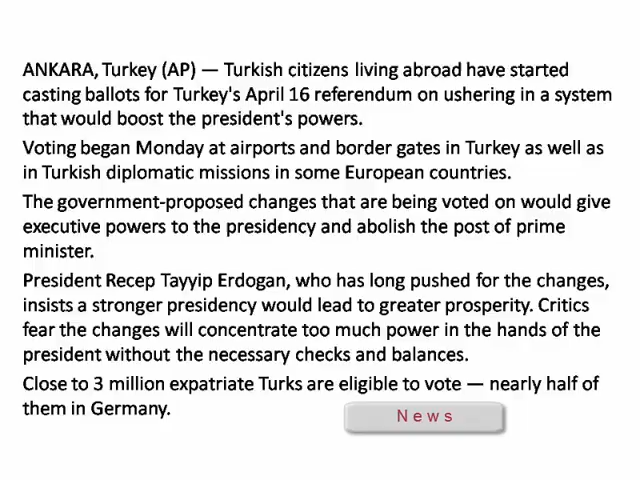 ANKARA, Turkey (AP) — Turkish citizens living abroad have started
casting ballots for Turkey's April 16 referendum on ushering in a system
that would boost the president's powers.
Voting began Monday at airports and border gates in Turkey as well as
in Turkish diplomatic missions in some European countries.
The government-proposed changes that are being voted on would give
executive powers to the presidency and abolish the post of prime
minister.
President Recep Tayyip Erdogan, who has long pushed for the changes,
insists a stronger presidency would lead to greater prosperity. Critics
fear the changes will concentrate too much power in the hands of the
president without the necessary checks and balances.
Close to 3 million expatriate Turks are eligible to vote — nearly half of
them in Germany.
News